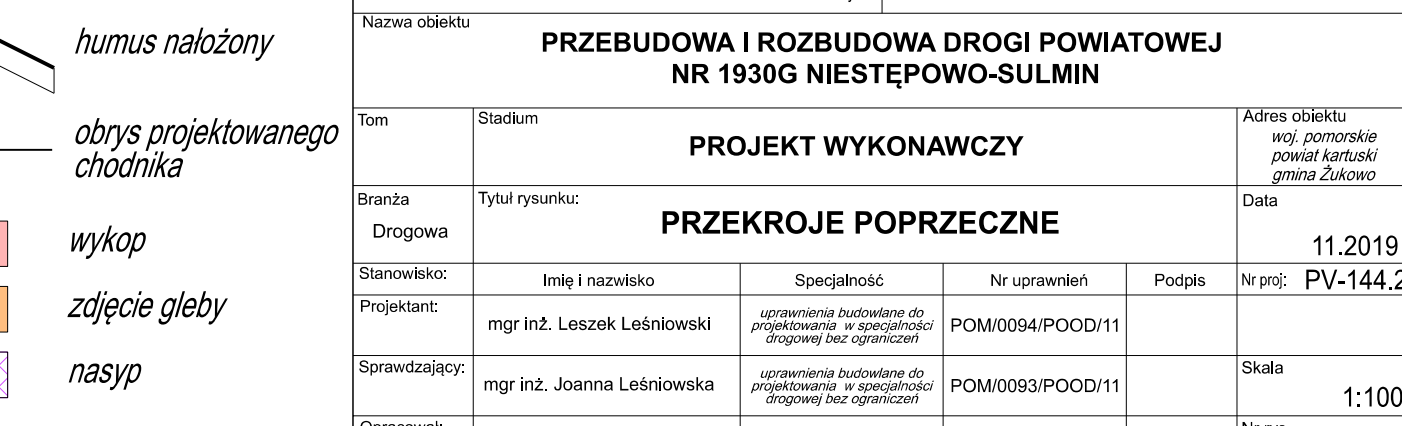 humus nałożony
obrys projektowanego
chodnika
wykop
zdjęcie gleby
nasyp
Nazwa obiektu
PRZEBUDOWA I ROZBUDOWA DROGI POWIATOWEJ
NR 1930G NIESTĘPOWO-SULMIN
Tom
Stadium
PROJEKT WYKONAWCZY
Adres obiektu
woj. pomorskie
powiat kartuski
gmina Żukowo
Branża
Drogowa
Tytuł rysunku:
PRZEKROJE POPRZECZNE
Data
11.2019
Stanowisko:
Imię i nazwisko
Specjalność
Nr uprawnień
Podpis
Nr proj: PV-144.2
Projektant:
mgr inż. Leszek Leśniowski
uprawnienia budowlane do
projektowania w specjalności
drogowej bez ograniczeń
POM/0094/POOD/11
Sprawdzający:
mgr inż. Joanna Leśniowska
uprawnienia budowlane do
projektowania w specjalności
drogowej bez ograniczeń
POM/0093/POOD/11
Skala
1:100